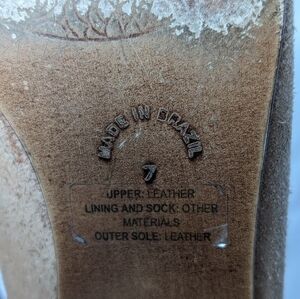 MADE IN BRAZIL
7
UPPER: LEATHER
LINING AND SOCK: OTHER
MATERIALS
OUTER SOLE: LEATHER